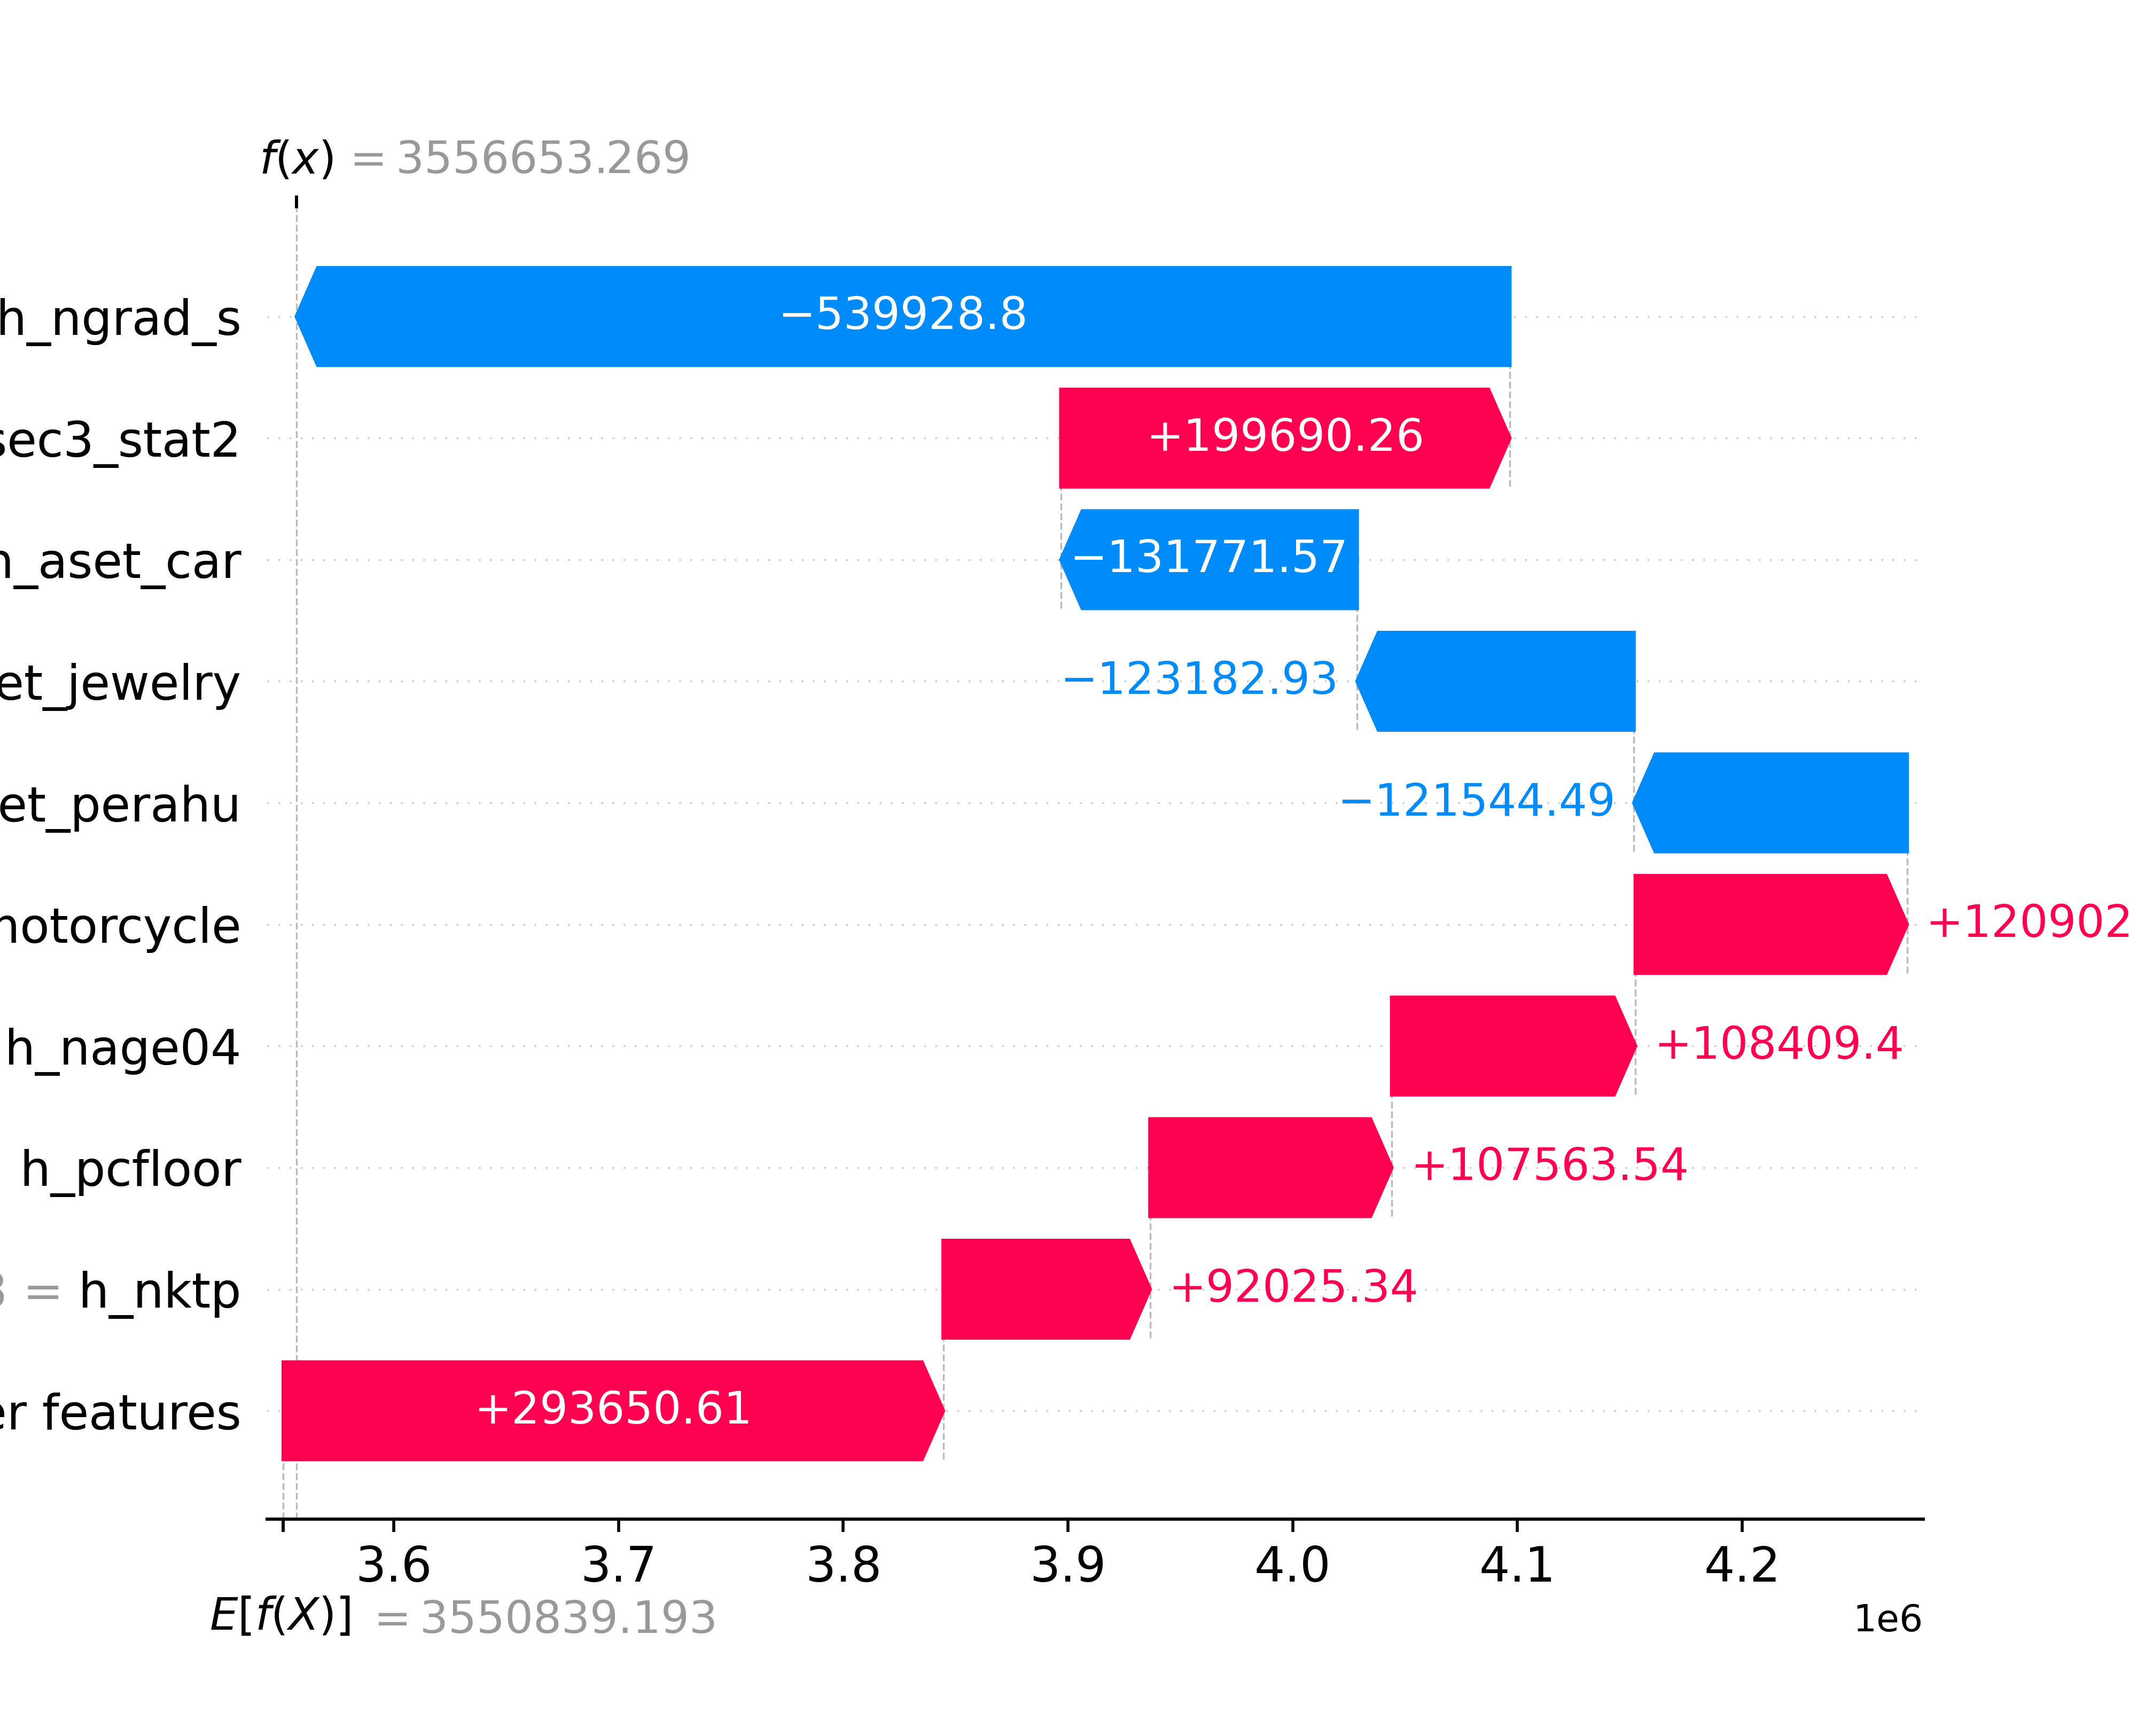 f(x) = 3556653.269
h_ngrad_s −539928.8
sec3_stat2 +199690.26
_aset_car −131771.57
et_jewelry −123182.93
et_perahu −121544.49
otorcycle +120902
h_nage04 +108409.4
h_pcfloor +107563.54
= h_nktp +92025.34
er features +293650.61
3.6 3.7 3.8 3.9 4.0 4.1 4.2
E[f(X)] = 3550839.193
1e6